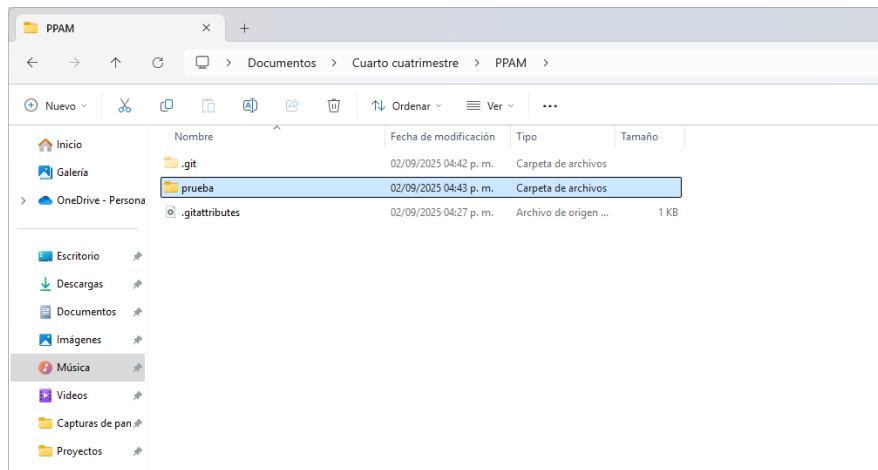 PPAM
Documentos > Cuarto cuatrimestre > PPAM >
Nuevo
Ordenar
Ver
Nombre Fecha de modificación Tipo Tamaño
Inicio
Galería
OneDrive - Persona
Escritorio
Descargas
Documentos
Imágenes
Música
Videos
Capturas de pan
Proyectos
.git 02/09/2025 04:42 p. m. Carpeta de archivos
prueba 02/09/2025 04:43 p. m. Carpeta de archivos
.gitattributes 02/09/2025 04:27 p. m. Archivo de origen ... 1 KB